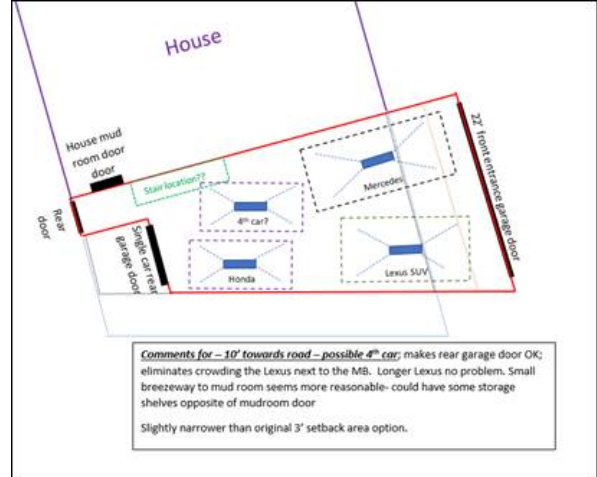 House
House mud
room door
door
Stair location??
Rear
door
Single car rear
garage door
4th car?
Honda
Mercedes
Lexus SUV
22' front entrance garage door
Comments for – 10' towards road – possible 4th car; makes rear garage door OK;
eliminates crowding the Lexus next to the MB.  Longer Lexus no problem. Small
breezeway to mud room seems more reasonable- could have some storage
shelves opposite of mudroom door
Slightly narrower than original 3' setback area option.